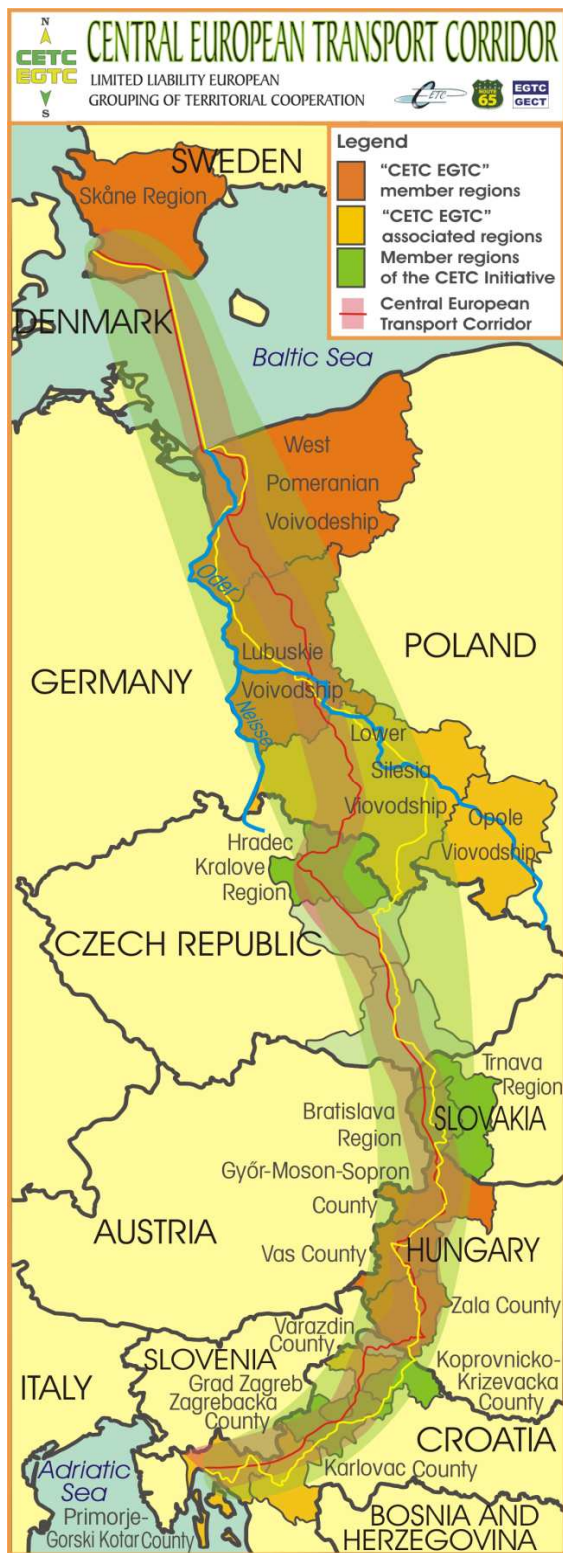 N
CETC
EGTC
S
CENTRAL EUROPEAN TRANSPORT CORRIDOR
LIMITED LIABILITY EUROPEAN
GROUPING OF TERRITORIAL COOPERATION
CETC
ROUTE
65
EGTC
GECT
Legend
"CETC EGTC"
member regions
"CETC EGTC"
associated regions
Member regions
of the CETC Initiative
Central European
Transport Corridor
SWEDEN
Skåne Region
DENMARK
Baltic Sea
West
Pomeranian
Voivodeship
Oder
POLAND
Lubuskie
Voivodship
GERMANY
Neisse
Lower
Silesia
Viovodship
Opole
Viovodship
Hradec
Kralove
Region
CZECH REPUBLIC
Trnava
Region
Bratislava
Region
SLOVAKIA
Győr-Moson-Sopron
County
AUSTRIA
HUNGARY
Vas County
Zala County
Varazdin
County
SLOVENIA
Koprovnicko-
Krizevacka
County
ITALY
Grad Zagreb
Zagrebacka
County
CROATIA
Karlovac County
Adriatic
Sea
Primorje-
Gorski Kotar County
BOSNIA AND
HERZEGOVINA